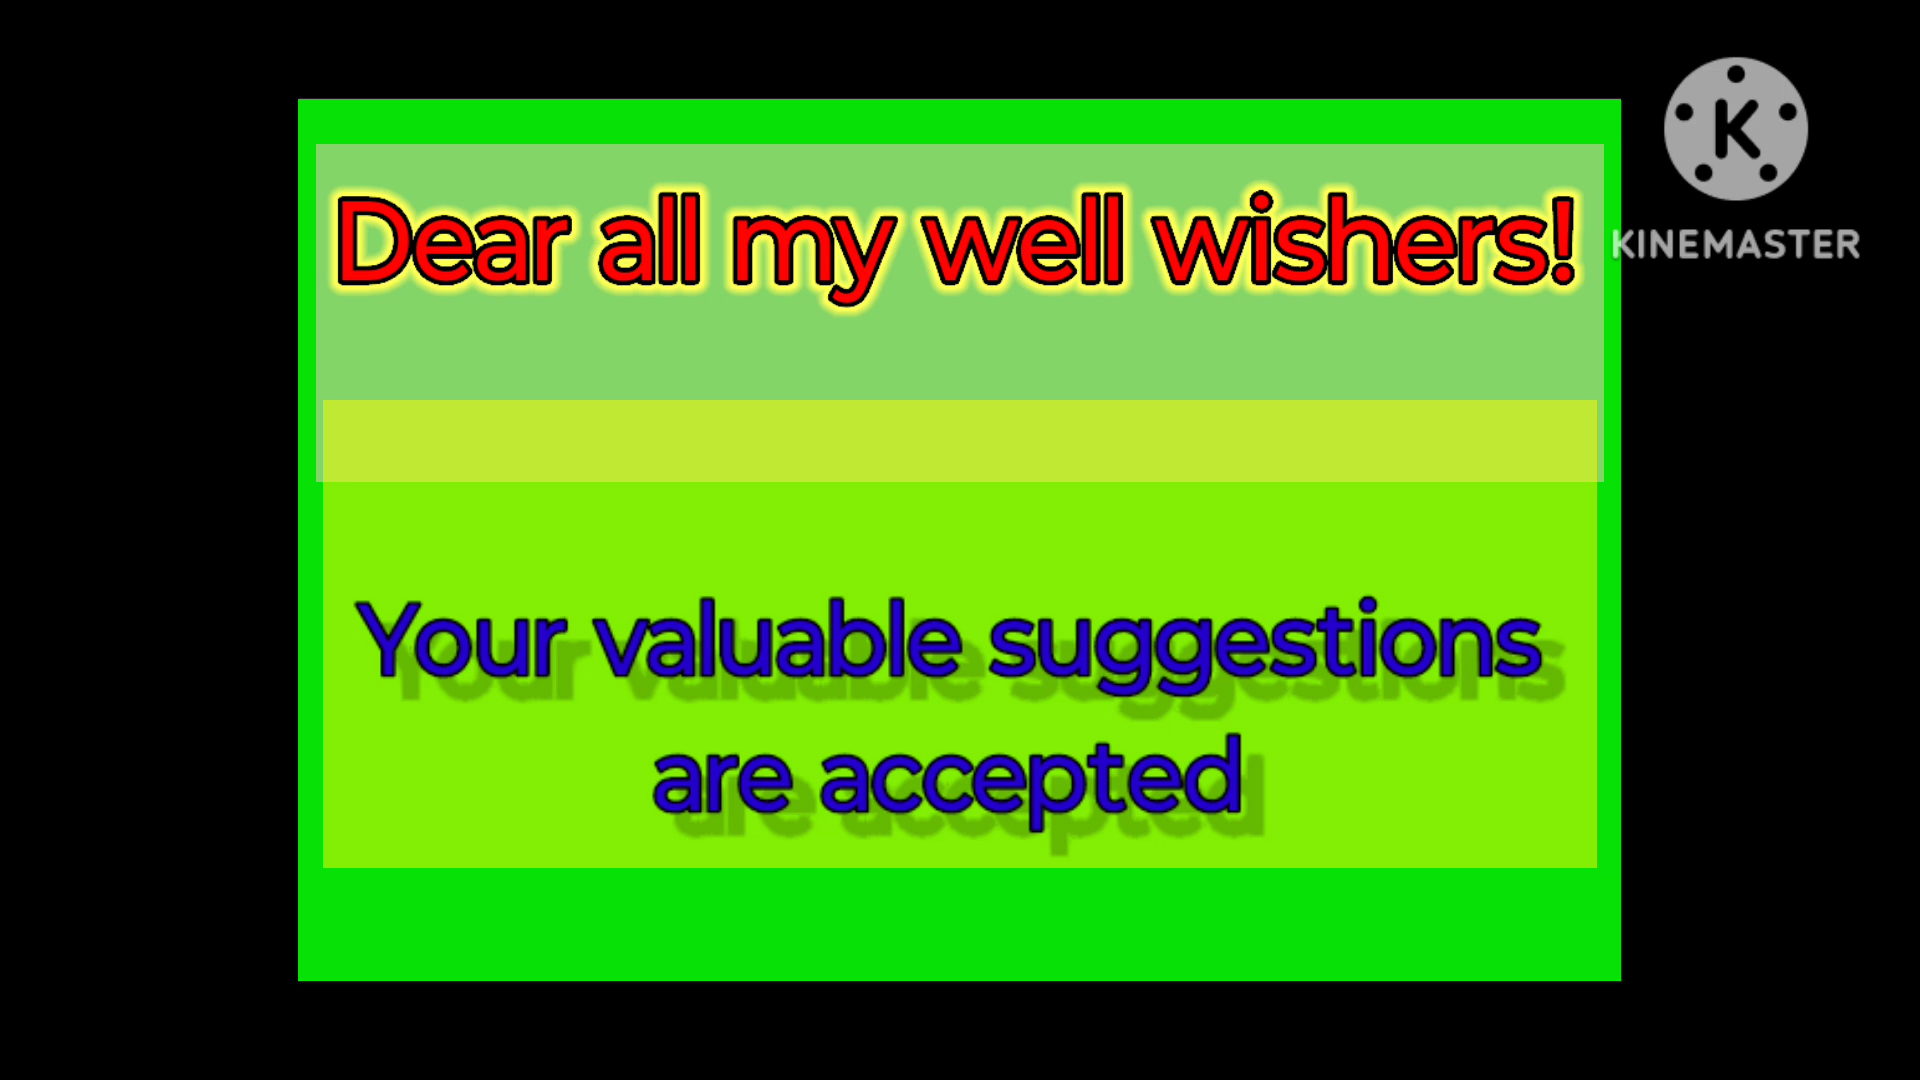 Dear all my well wishers!
K
KINEMASTER
Your valuable suggestions
are accepted